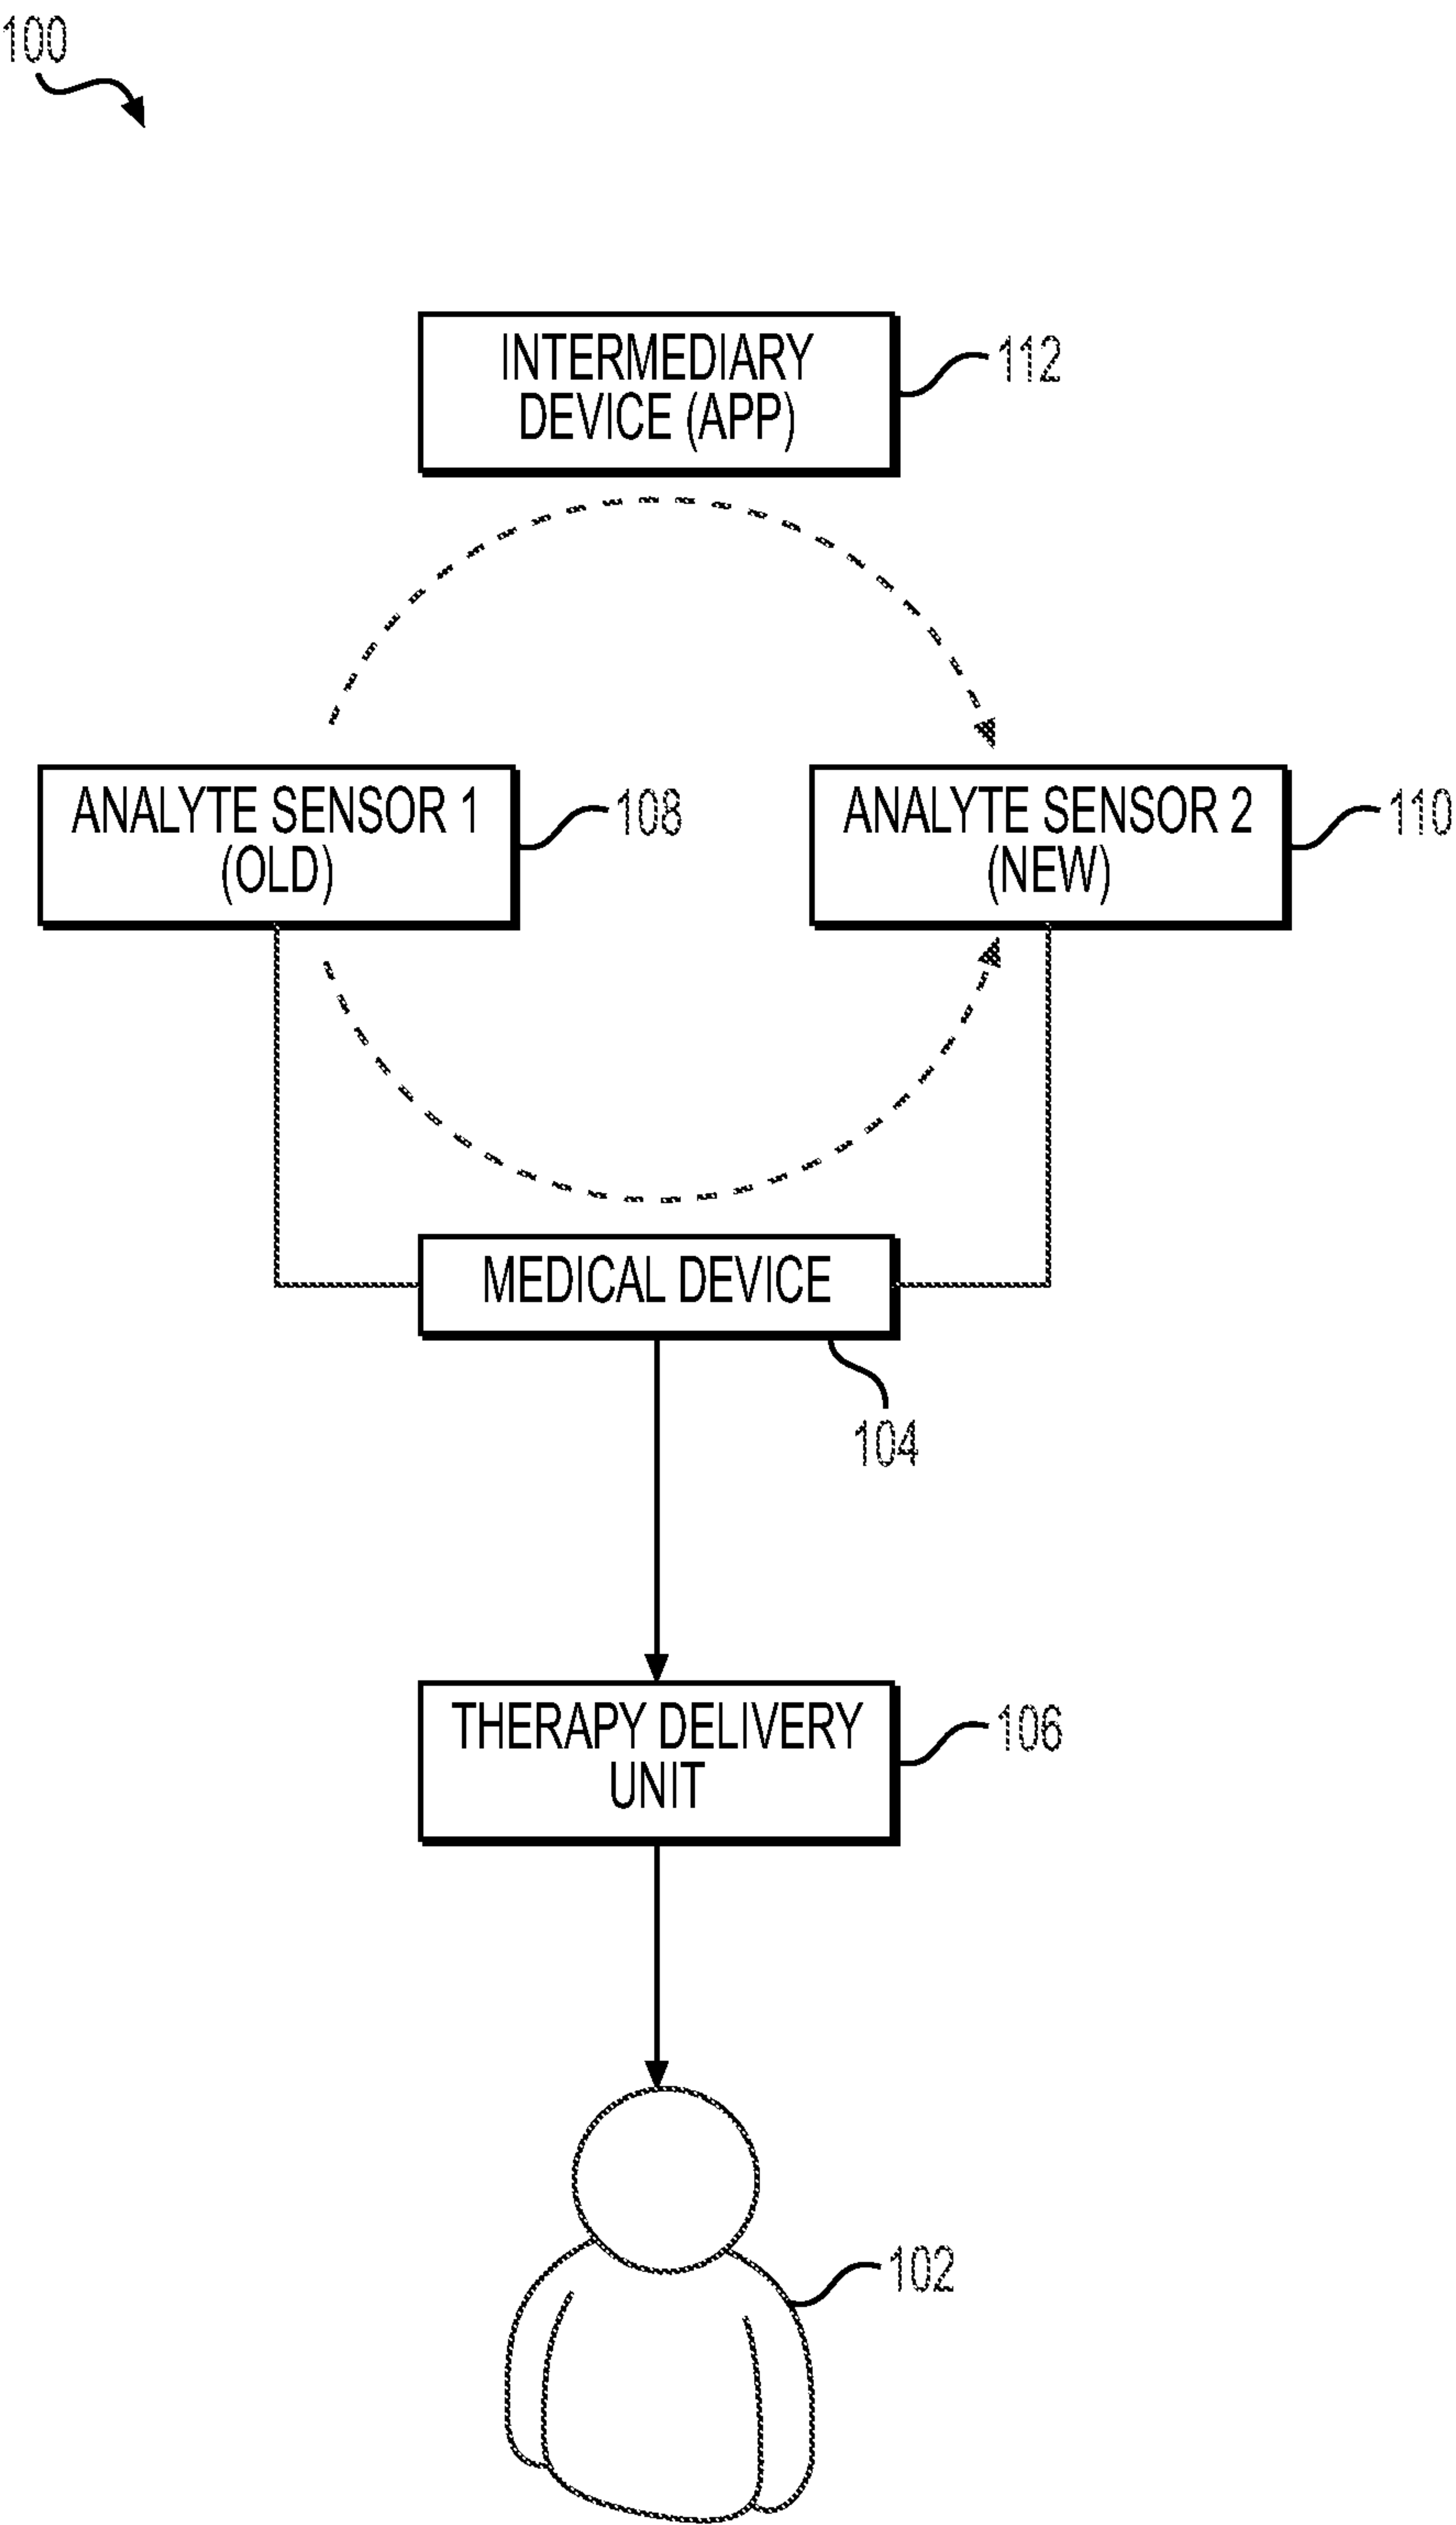 100
INTERMEDIARY
DEVICE (APP)
112
ANALYTE SENSOR 1
(OLD)
108
ANALYTE SENSOR 2
(NEW)
110
MEDICAL DEVICE
104
THERAPY DELIVERY
UNIT
106
102